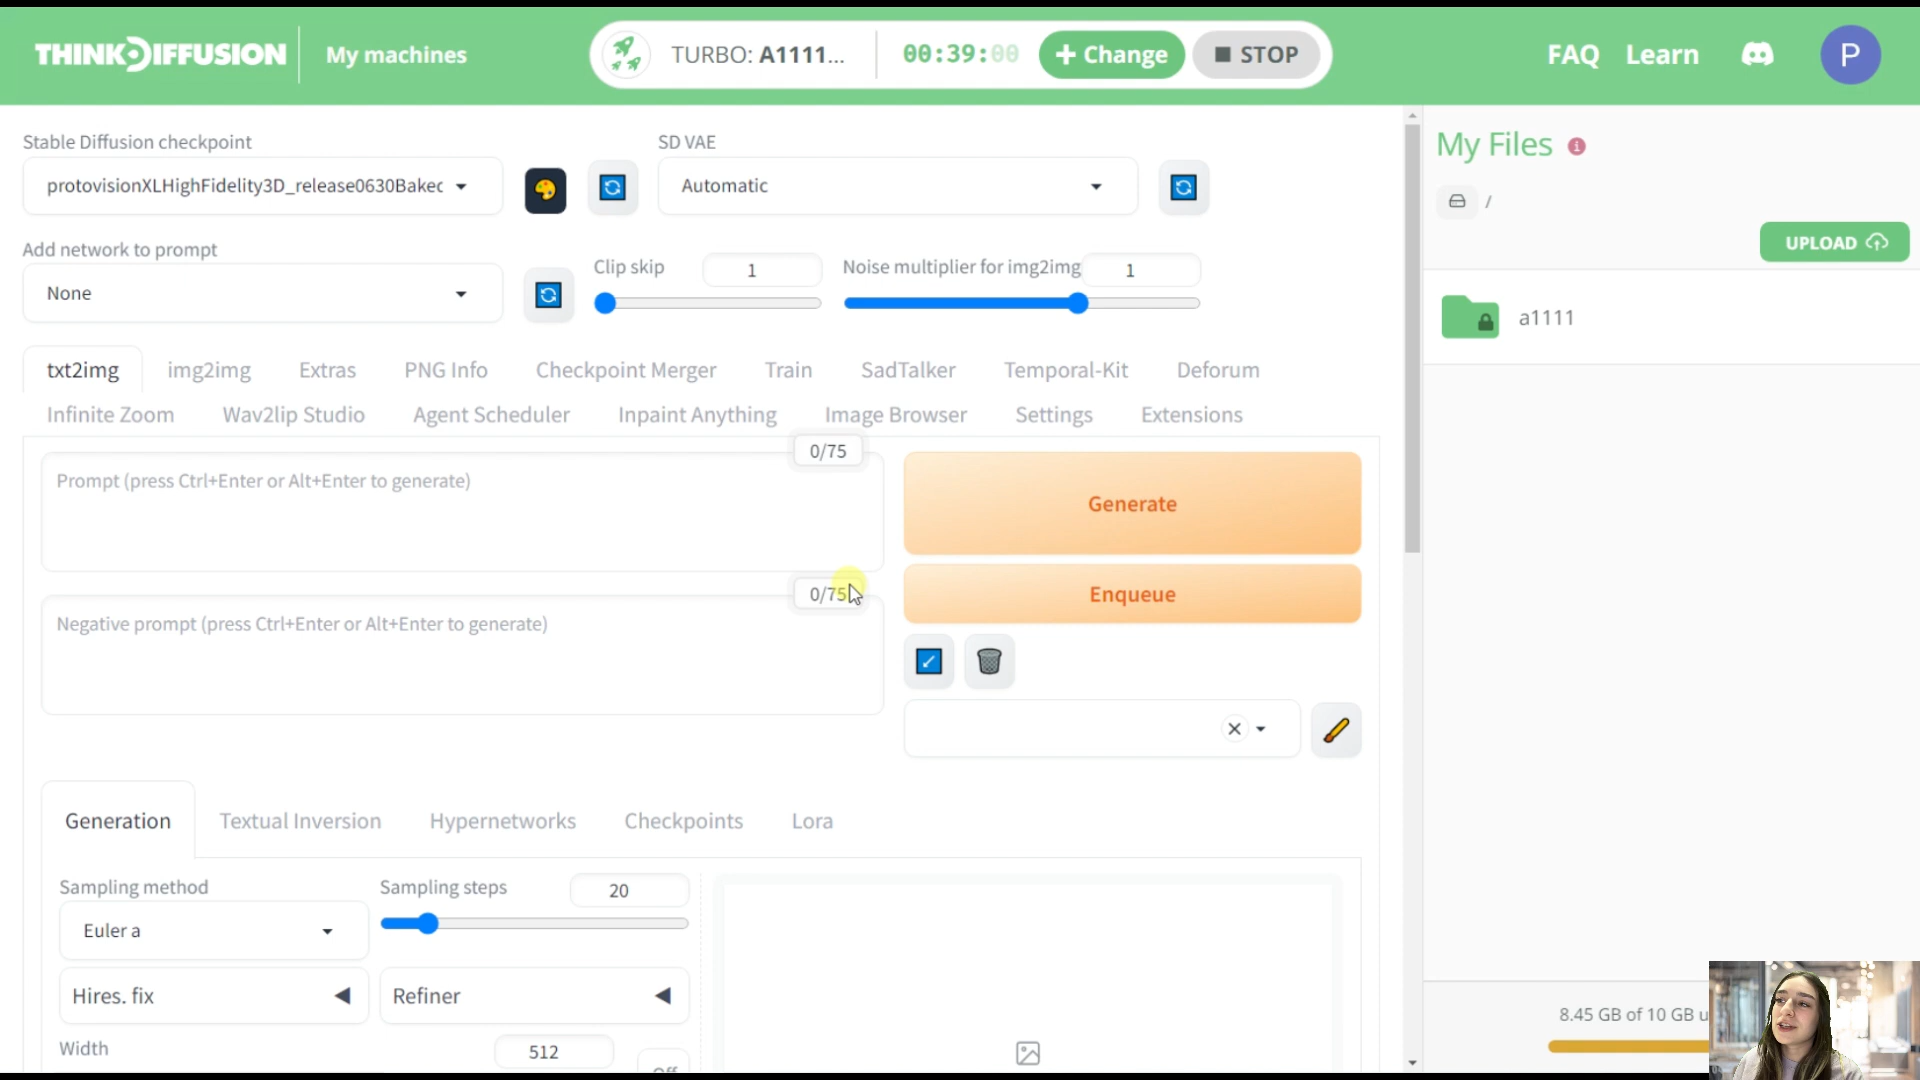 THINKDIFFUSION
My machines
TURBO: A1111...
00:39:00
+ Change
STOP
FAQ
Learn
P
Stable Diffusion checkpoint
protovisionXLHighFidelity3D_release0630Bakec
SD VAE
Automatic
Add network to prompt
None
Clip skip
1
Noise multiplier for img2img
1
txt2img
img2img
Extras
PNG Info
Checkpoint Merger
Train
SadTalker
Temporal-Kit
Deforum
Infinite Zoom
Wav2lip Studio
Agent Scheduler
Inpaint Anything
Image Browser
Settings
Extensions
0/75
Prompt (press Ctrl+Enter or Alt+Enter to generate)
Generate
0/75
Negative prompt (press Ctrl+Enter or Alt+Enter to generate)
Enqueue
Generation
Textual Inversion
Hypernetworks
Checkpoints
Lora
Sampling method
Euler a
Sampling steps
20
Hires. fix
Refiner
Width
512
My Files
/
UPLOAD
a1111
8.45 GB of 10 GB u